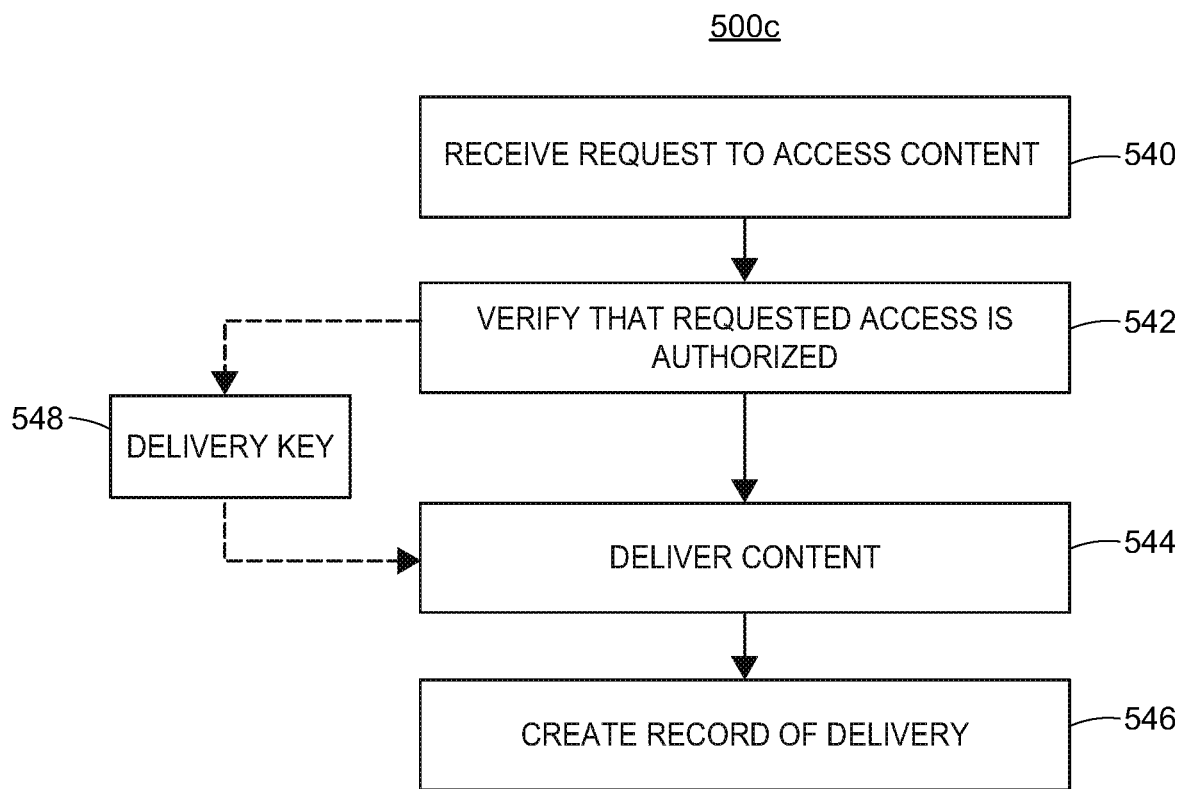 500c
RECEIVE REQUEST TO ACCESS CONTENT
540
VERIFY THAT REQUESTED ACCESS IS
AUTHORIZED
542
548
DELIVERY KEY
DELIVER CONTENT
544
CREATE RECORD OF DELIVERY
546